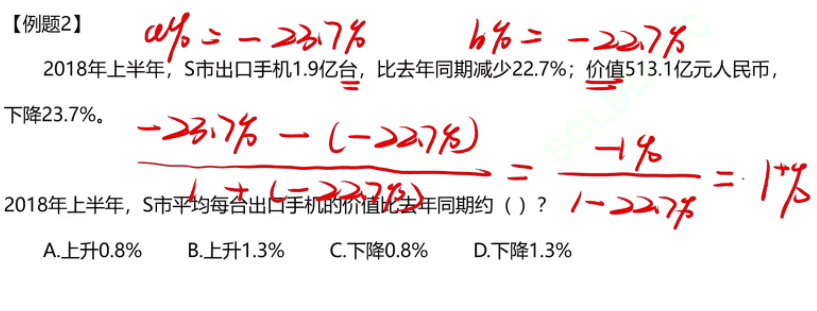 【例题2】
a%=-23.7% b%=-22.7%
2018年上半年，S市出口手机1.9亿台，比去年同期减少22.7%；价值513.1亿元人民币，
下降23.7%。
-23.7%-(-22.7%)
1+(-22.7%)
=
-1%
1-22.7%
=1+%
2018年上半年，S市平均每台出口手机的价值比去年同期约（）？
A.上升0.8% B.上升1.3% C.下降0.8% D.下降1.3%